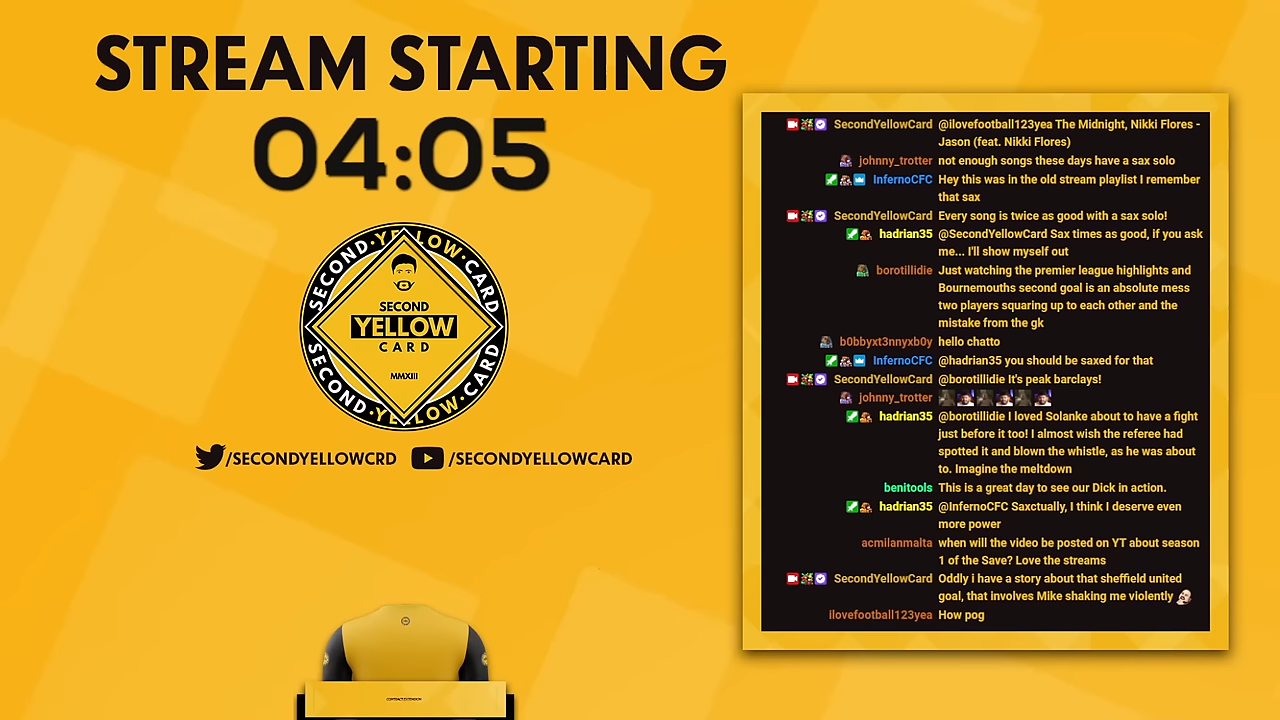 STREAM STARTING
04:05
SECOND·YELLOW·CARD
SECOND
YELLOW
CARD
MMXIII
SECOND·YELLOW·CARD
/SECONDYELLOWCRD /SECONDYELLOWCARD
SecondYellowCard @ilovefootball123yea The Midnight, Nikki Flores -
Jason (feat. Nikki Flores)
johnny_trotter not enough songs these days have a sax solo
InfernoCFC Hey this was in the old stream playlist I remember
that sax
SecondYellowCard Every song is twice as good with a sax solo!
hadrian35 @SecondYellowCard Sax times as good, if you ask
me... I'll show myself out
borotillidie Just watching the premier league highlights and
Bournemouths second goal is an absolute mess
two players squaring up to each other and the
mistake from the gk
b0bbyxt3nnyxb0y hello chatto
InfernoCFC @hadrian35 you should be saxed for that
SecondYellowCard @borotillidie It's peak barclays!
johnny_trotter
hadrian35 @borotillidie I loved Solanke about to have a fight
just before it too! I almost wish the referee had
spotted it and blown the whistle, as he was about
to. Imagine the meltdown
benitools This is a great day to see our Dick in action.
hadrian35 @InfernoCFC Saxctually, I think I deserve even
more power
acmilanmalta when will the video be posted on YT about season
1 of the Save? Love the streams
SecondYellowCard Oddly i have a story about that sheffield united
goal, that involves Mike shaking me violently
ilovefootball123yea How pog
CONTRACT EXTENSION